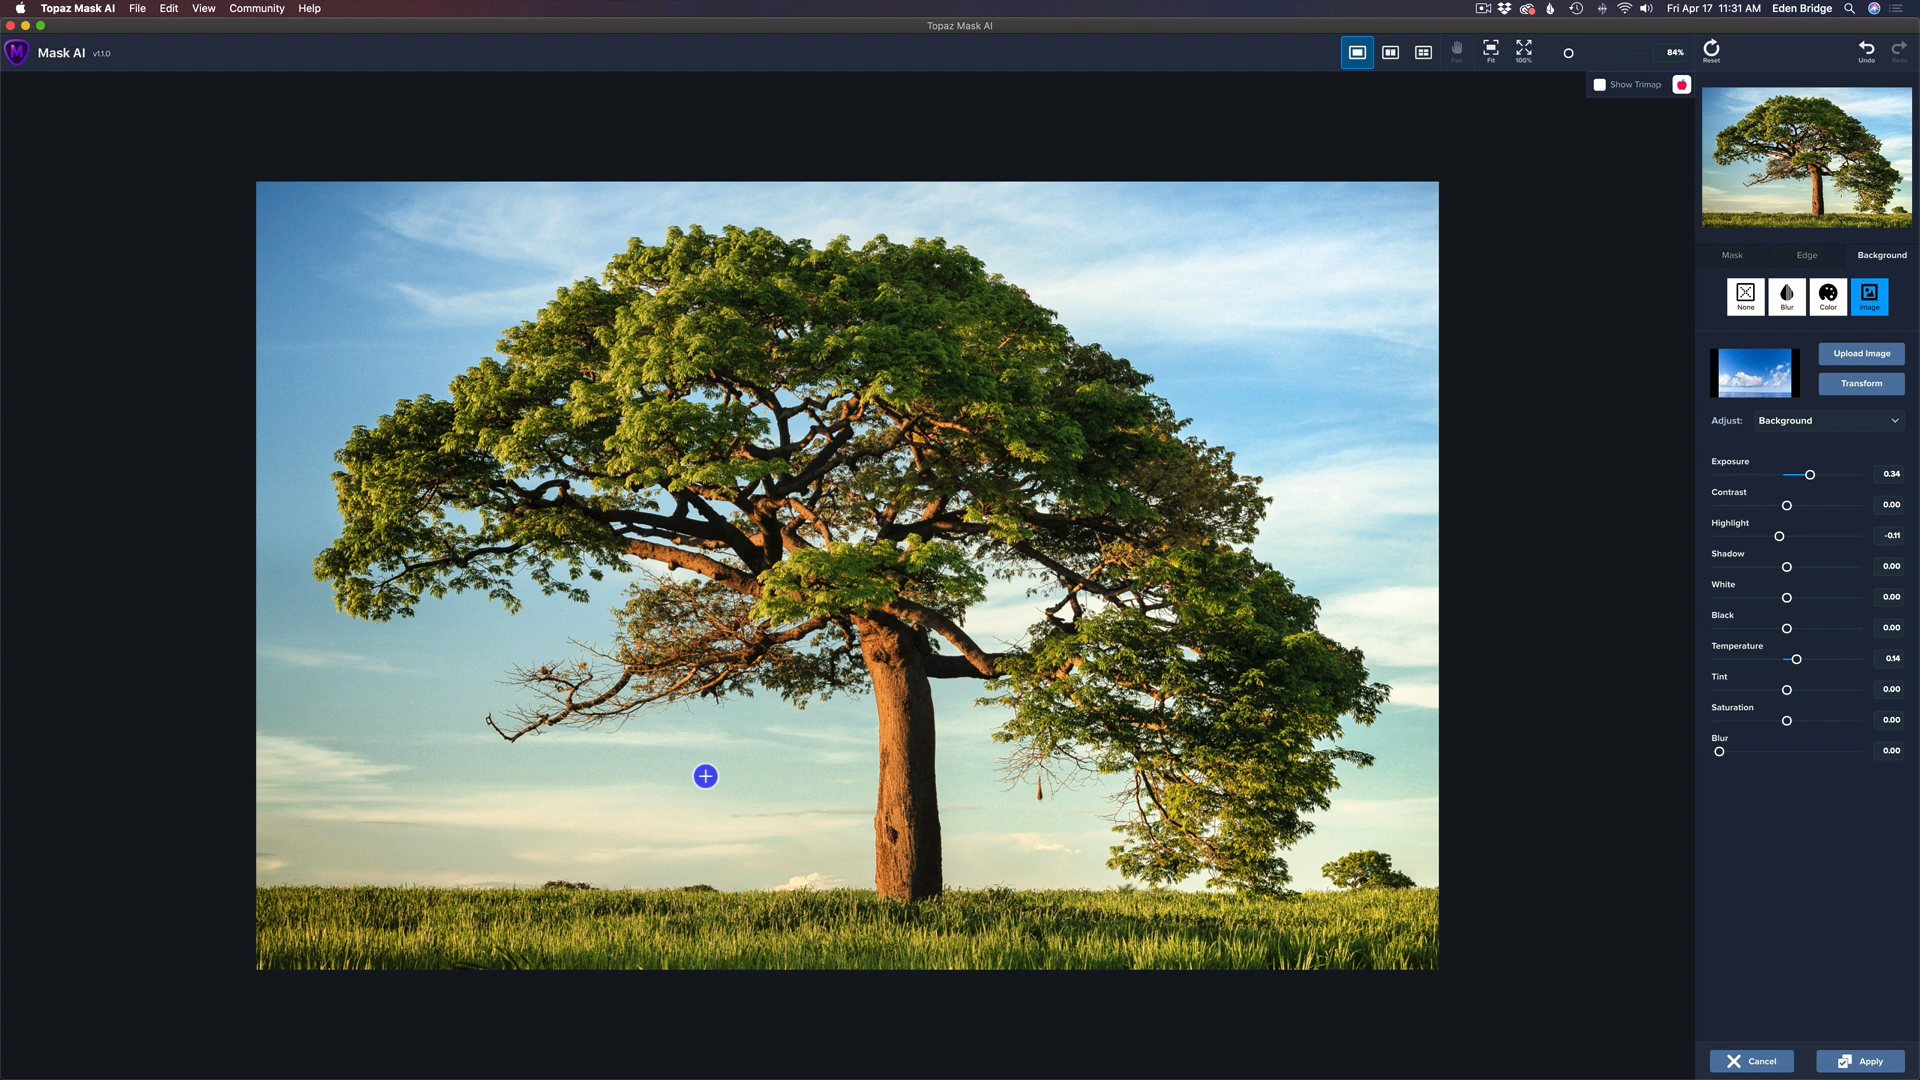 Topaz Mask AI File Edit View Community Help Fri Apr 17 11:31 AM Eden Bridge
Topaz Mask AI
Mask AI v1.1.0 84%
Pan Fit 100% Reset Undo Redo
Show Trimap
Mask Edge Background
None Blur Color Image
Upload Image
Transform
Adjust: Background
Exposure
0.34
Contrast
0.00
Highlight
-0.11
Shadow
0.00
White
0.00
Black
0.00
Temperature
0.14
Tint
0.00
Saturation
0.00
Blur
0.00
Cancel Apply